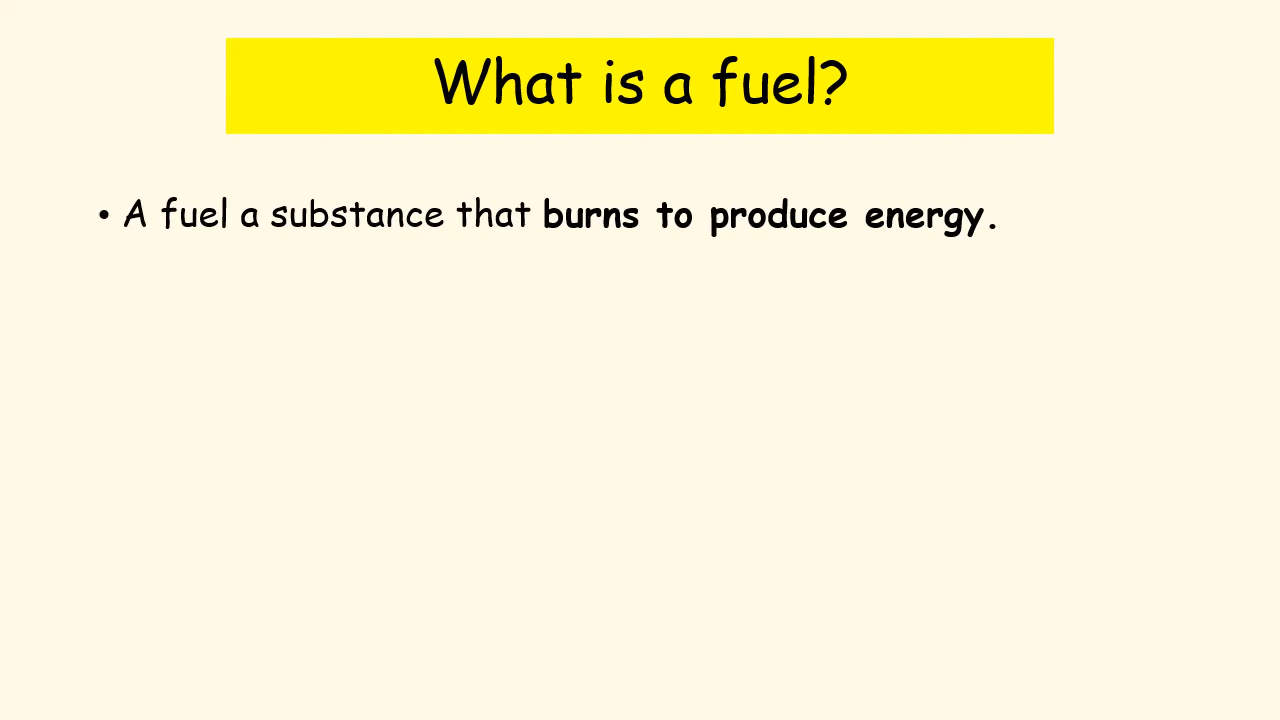 What is a fuel?
• A fuel a substance that burns to produce energy.